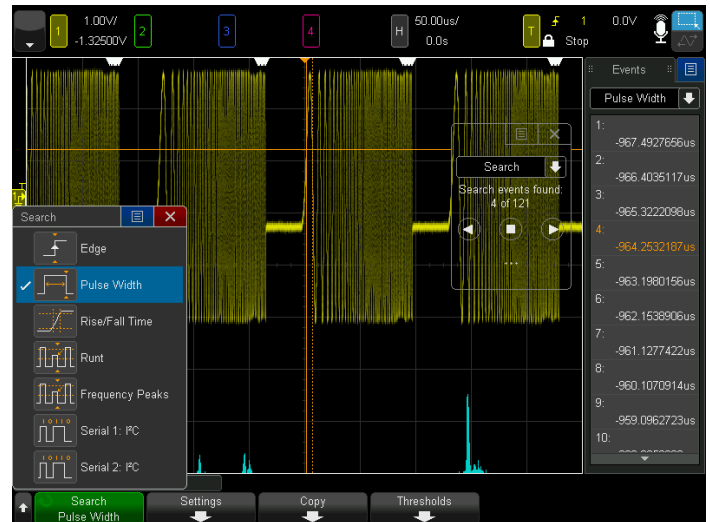 1
1.00V/
-1.32500V
2
3
4
H
50.00us/
0.0s
T
1
0.0V
Stop
Events
Pulse Width
1:
-967.4927656us
2:
-966.4035117us
3:
-965.3222098us
4:
-964.2532187us
5:
-963.1980156us
6:
-962.1538906us
7:
-961.1277422us
8:
-960.1070914us
9:
-959.0962723us
10:
Search
Search events found:
4 of 121
...
Search
Edge
Pulse Width
Rise/Fall Time
Runt
Frequency Peaks
Serial 1: I²C
Serial 2: I²C
Search
Pulse Width
Settings
Copy
Thresholds